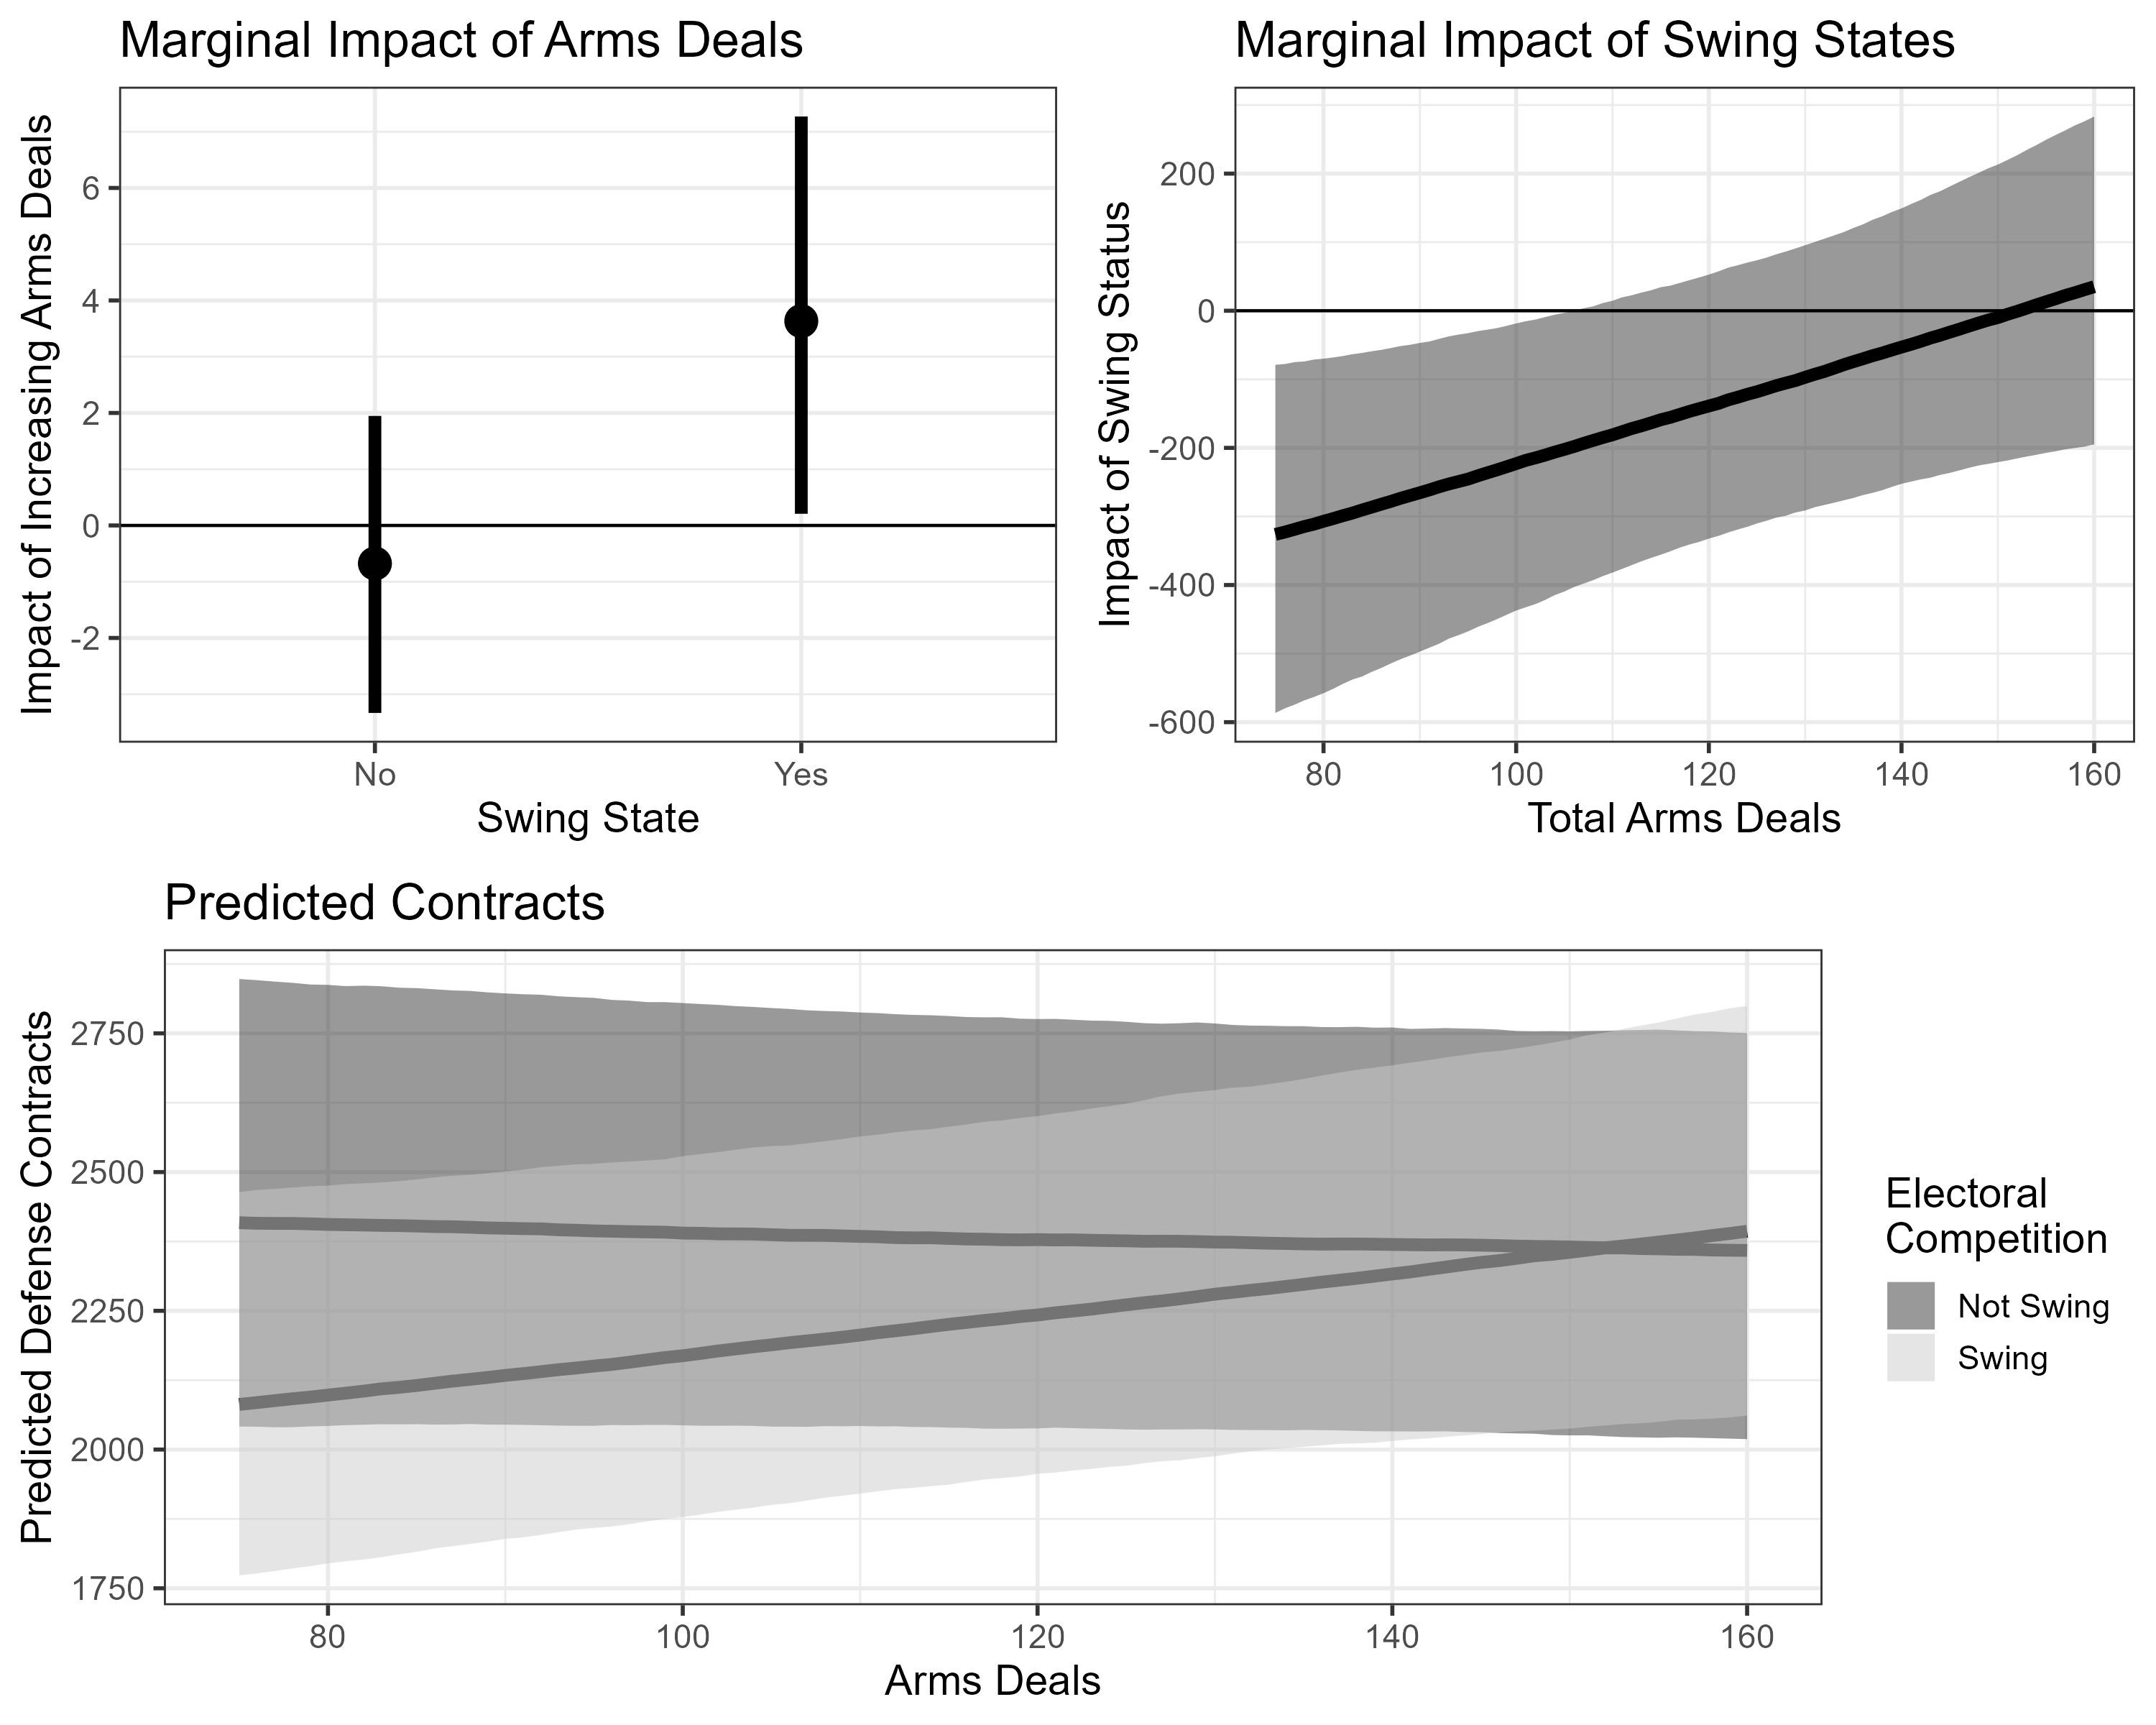 Marginal Impact of Arms Deals
Impact of Increasing Arms Deals
6
4
2
0
-2
No
Yes
Swing State
Marginal Impact of Swing States
Impact of Swing Status
200
0
-200
-400
-600
80
100
120
140
160
Total Arms Deals
Predicted Contracts
Predicted Defense Contracts
2750
2500
2250
2000
1750
80
100
120
140
160
Arms Deals
Electoral
Competition
Not Swing
Swing